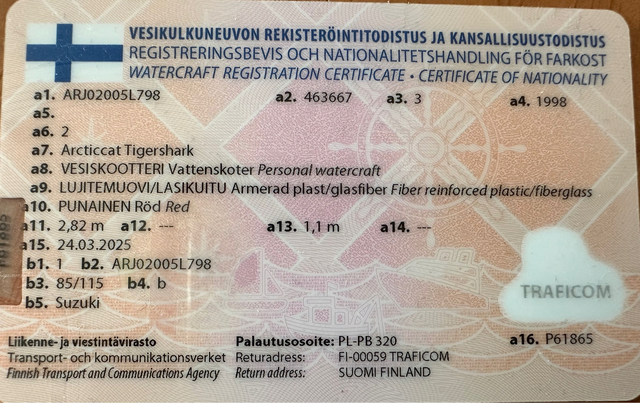 VESIKULKUNEUVON REKISTERÖINTITODISTUS JA KANSALLISUUSTODISTUS
REGISTRERINGSBEVIS OCH NATIONALITETSHANDLING FÖR FARKOST
WATERCRAFT REGISTRATION CERTIFICATE • CERTIFICATE OF NATIONALITY
a1. ARJ02005L798 a2. 463667 a3. 3 a4. 1998
a5.
a6. 2
a7. Arcticcat Tigershark
a8. VESISKOOTTERI Vattenskoter Personal watercraft
a9. LUJITEMUOVI/LASIKUITU Armerad plast/glasfiber Fiber reinforced plastic/fiberglass
a10. PUNAINEN Röd Red
a11. 2,82 m a12. --- a13. 1,1 m a14. ---
a15. 24.03.2025
b1. 1 b2. ARJ02005L798
b3. 85/115 b4. b
b5. Suzuki
TRAFICOM
Liikenne- ja viestintävirasto Palautusosoite: PL-PB 320 a16. P61865
Transport- och kommunikationsverket Returadress: FI-00059 TRAFICOM
Finnish Transport and Communications Agency Return address: SUOMI FINLAND